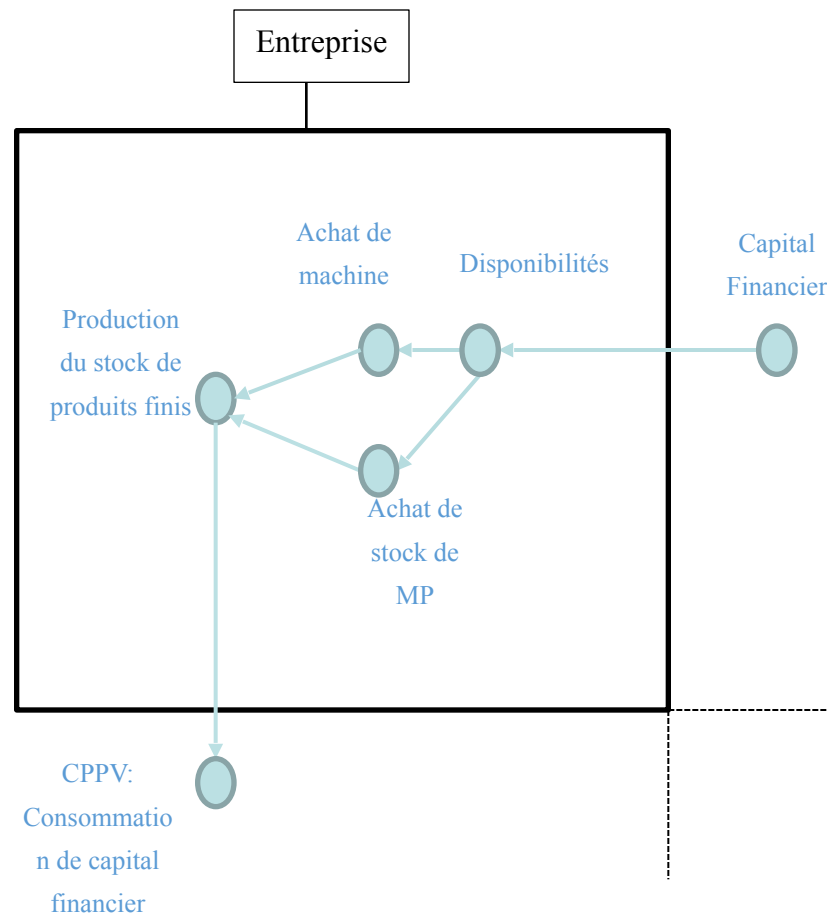 Entreprise
Achat de
machine
Disponibilités
Capital
Financier
Production
du stock de
produits finis
Achat de
stock de
MP
CPPV:
Consommatio
n de capital
financier